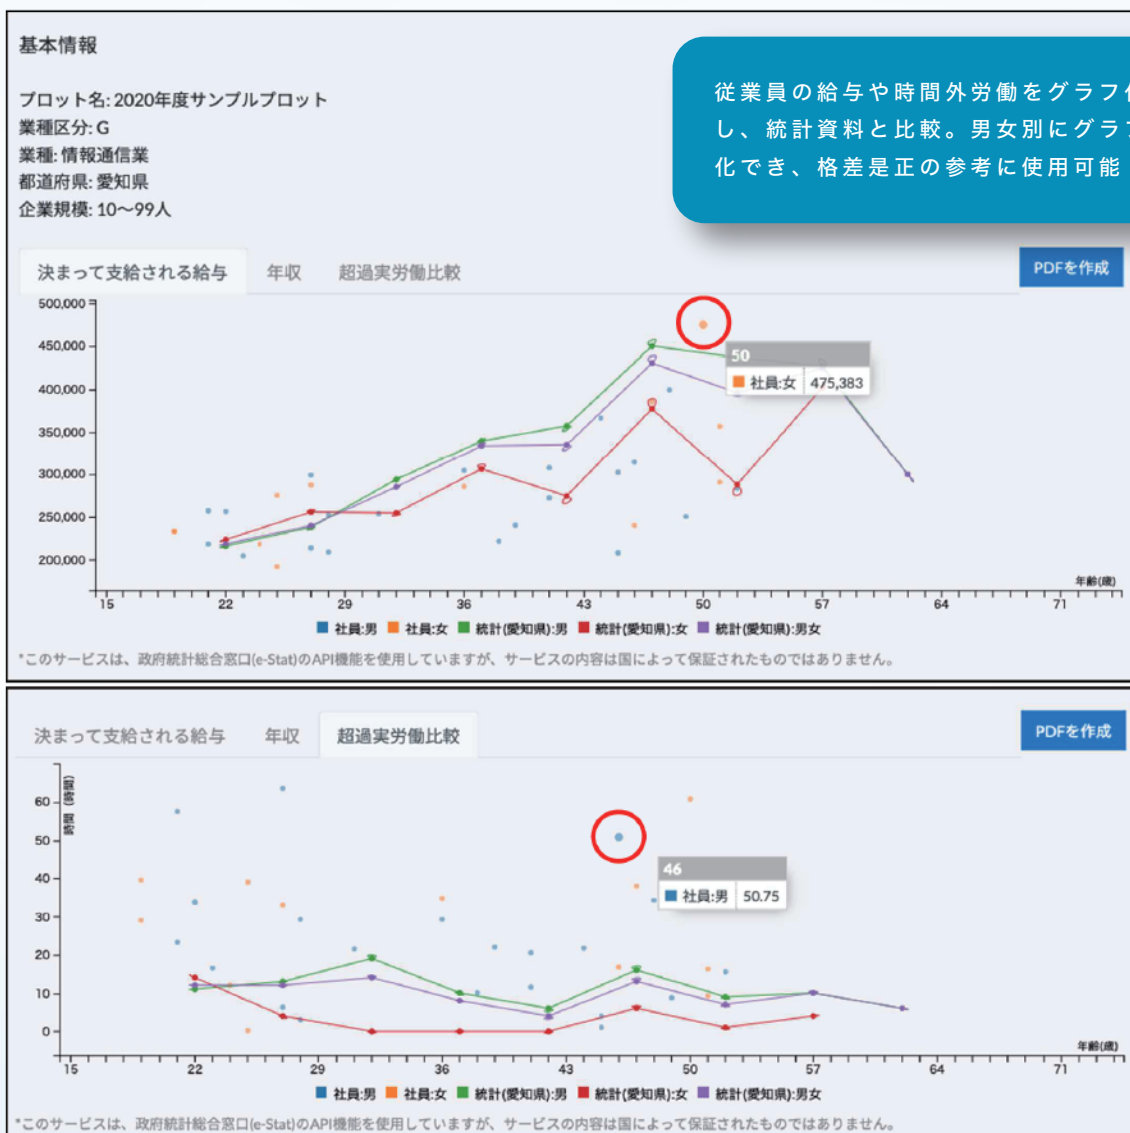 基本情報
従業員の給与や時間外労働をグラフ化
し、統計資料と比較。男女別にグラフ
化でき、格差是正の参考に使用可能
プロット名: 2020年度サンプルプロット
業種区分: G
業種: 情報通信業
都道府県: 愛知県
企業規模: 10〜99人
決まって支給される給与 年収 超過実労働比較 PDFを作成
500,000
450,000
400,000
350,000
300,000
250,000
200,000
50
社員:女 475,383
年齢(歳)
15 22 29 36 43 50 57 64 71
社員:男 社員:女 統計(愛知県):男 統計(愛知県):女 統計(愛知県):男女
*このサービスは、政府統計総合窓口(e-Stat)のAPI機能を使用していますが、サービスの内容は国によって保証されたものではありません。
決まって支給される給与 年収 超過実労働比較 PDFを作成
時間（時間）
60
50
40
30
20
10
0
46
社員:男 50.75
年齢(歳)
15 22 29 36 43 50 57 64 71
社員:男 社員:女 統計(愛知県):男 統計(愛知県):女 統計(愛知県):男女
*このサービスは、政府統計総合窓口(e-Stat)のAPI機能を使用していますが、サービスの内容は国によって保証されたものではありません。